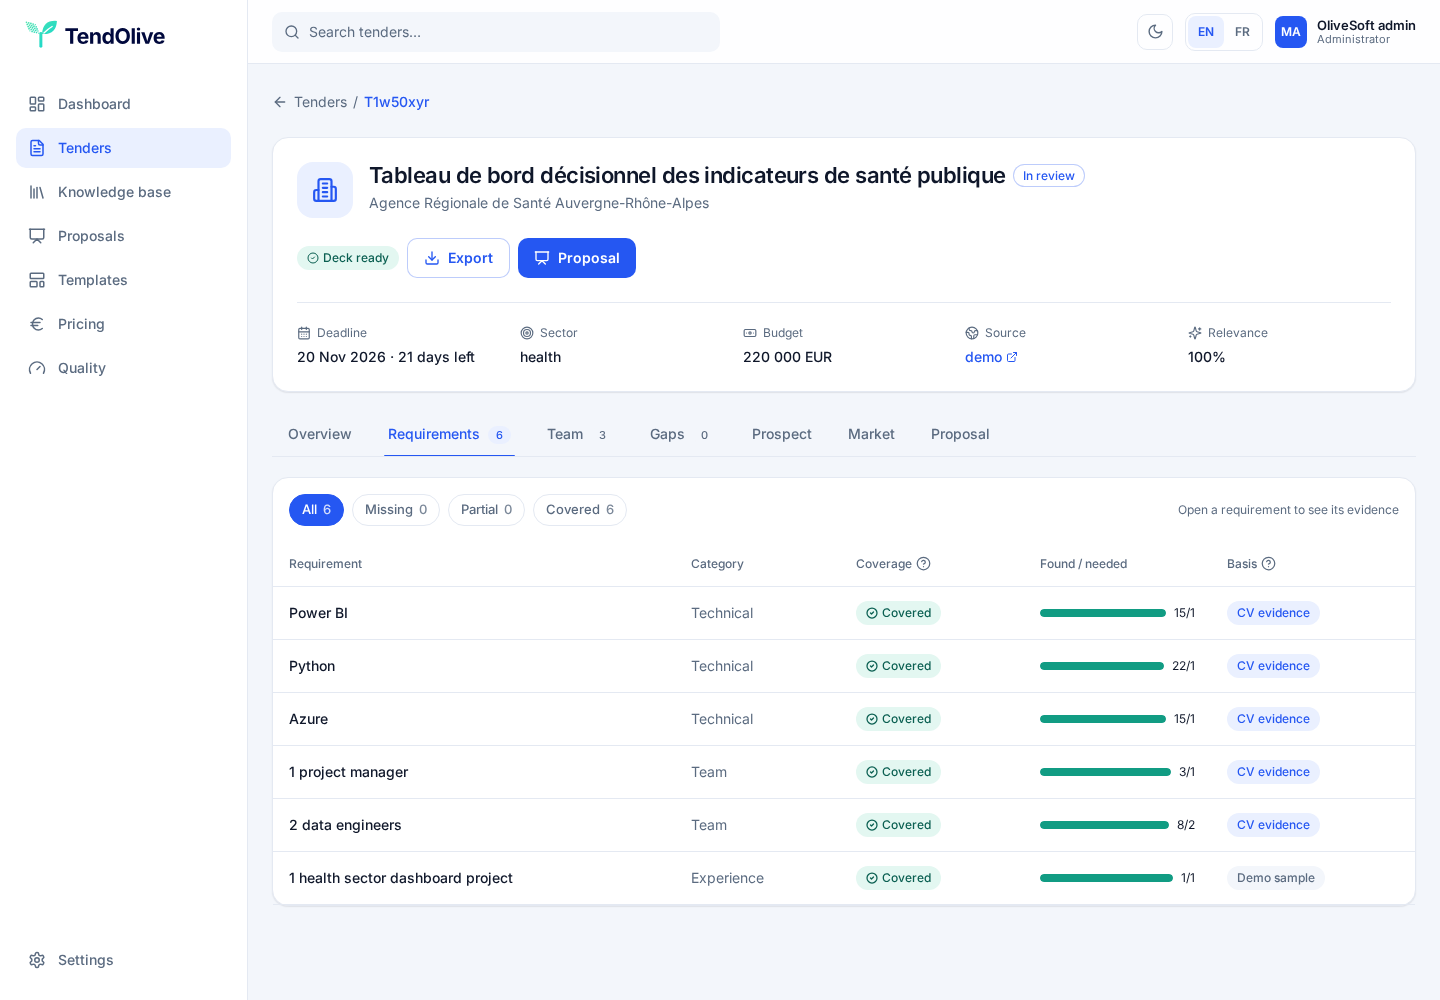 TendOlive
Search tenders...
EN FR
MA
OliveSoft admin
Administrator
Dashboard
Tenders
Knowledge base
Proposals
Templates
Pricing
Quality
Settings
Tenders / T1w50xyr
Tableau de bord décisionnel des indicateurs de santé publique In review
Agence Régionale de Santé Auvergne-Rhône-Alpes
Deck ready Export Proposal
Deadline Sector Budget Source Relevance
20 Nov 2026 · 21 days left health 220 000 EUR demo 100%
Overview Requirements 6 Team 3 Gaps 0 Prospect Market Proposal
All 6 Missing 0 Partial 0 Covered 6 Open a requirement to see its evidence
Requirement Category Coverage Found / needed Basis
Power BI Technical Covered 15/1 CV evidence
Python Technical Covered 22/1 CV evidence
Azure Technical Covered 15/1 CV evidence
1 project manager Team Covered 3/1 CV evidence
2 data engineers Team Covered 8/2 CV evidence
1 health sector dashboard project Experience Covered 1/1 Demo sample